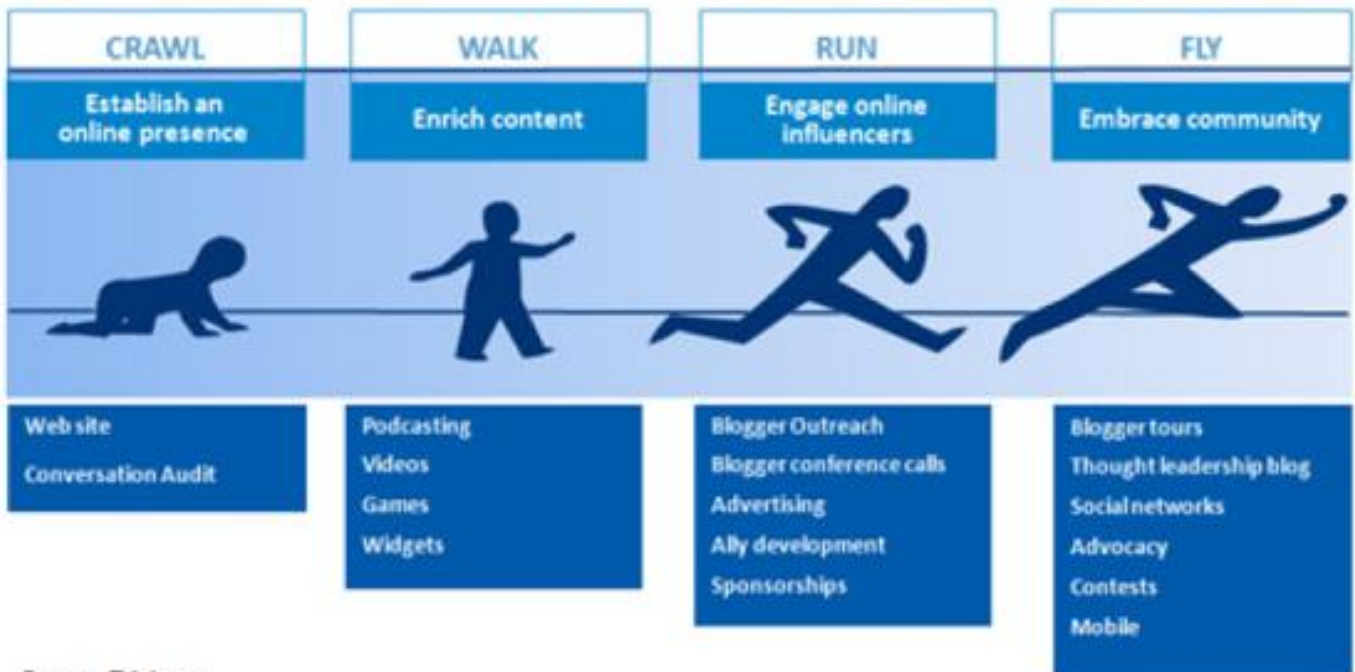 CRAWL
Establish an
online presence
Web site
Conversation Audit
WALK
Enrich content
Podcasting
Videos
Games
Widgets
RUN
Engage online
influencers
Blogger Outreach
Blogger conference calls
Advertising
Ally development
Sponsorships
FLY
Embrace community
Blogger tours
Thought leadership blog
Social networks
Advocacy
Contests
Mobile